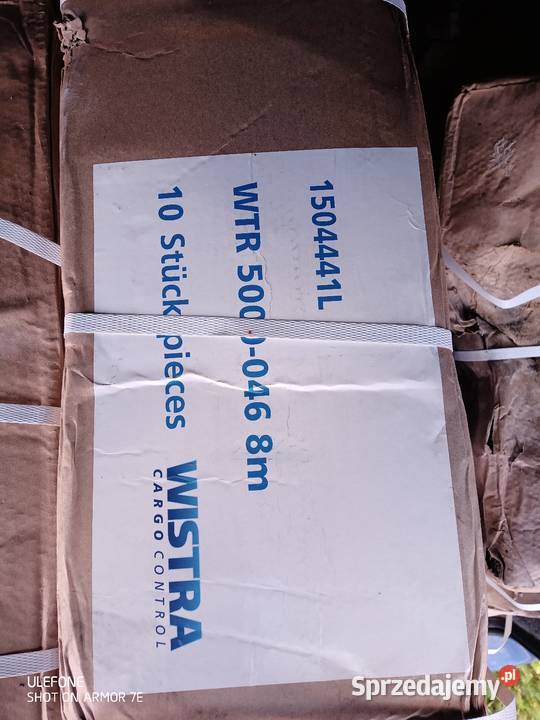 1504441L
WTR 500 -046 8m
10 Stück pieces
WISTRA
CARGO CONTROL
ULEFONE
SHOT ON ARMOR 7E
Sprzedajemy.pl